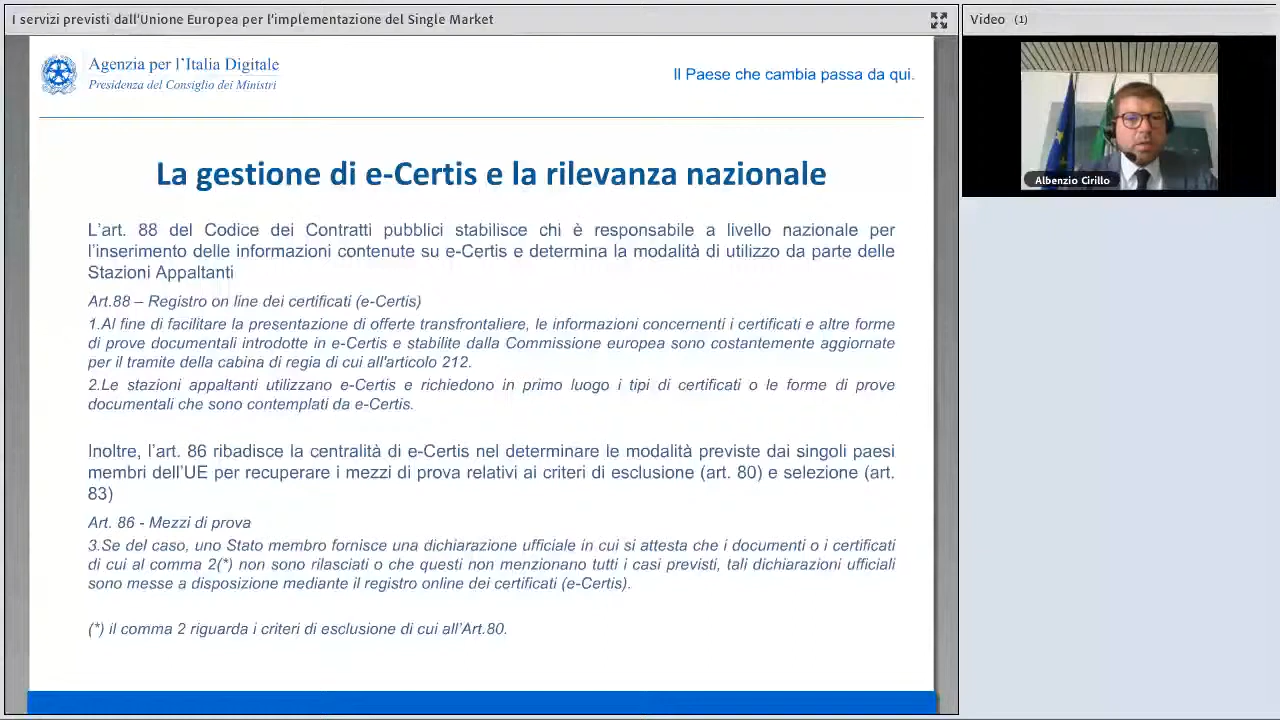 I servizi previsti dall'Unione Europea per l'implementazione del Single Market
Video (1)
Agenzia per l'Italia Digitale
Presidenza del Consiglio dei Ministri
Il Paese che cambia passa da qui.
Albenzio Cirillo
La gestione di e-Certis e la rilevanza nazionale
L'art. 88 del Codice dei Contratti pubblici stabilisce chi è responsabile a livello nazionale per
l'inserimento delle informazioni contenute su e-Certis e determina la modalità di utilizzo da parte delle
Stazioni Appaltanti
Art.88 – Registro on line dei certificati (e-Certis)
1.Al fine di facilitare la presentazione di offerte transfrontaliere, le informazioni concernenti i certificati e altre forme
di prove documentali introdotte in e-Certis e stabilite dalla Commissione europea sono costantemente aggiornate
per il tramite della cabina di regia di cui all'articolo 212.
2.Le stazioni appaltanti utilizzano e-Certis e richiedono in primo luogo i tipi di certificati o le forme di prove
documentali che sono contemplati da e-Certis.
Inoltre, l'art. 86 ribadisce la centralità di e-Certis nel determinare le modalità previste dai singoli paesi
membri dell'UE per recuperare i mezzi di prova relativi ai criteri di esclusione (art. 80) e selezione (art.
83)
Art. 86 - Mezzi di prova
3.Se del caso, uno Stato membro fornisce una dichiarazione ufficiale in cui si attesta che i documenti o i certificati
di cui al comma 2(*) non sono rilasciati o che questi non menzionano tutti i casi previsti, tali dichiarazioni ufficiali
sono messe a disposizione mediante il registro online dei certificati (e-Certis).
(*) il comma 2 riguarda i criteri di esclusione di cui all'Art.80.